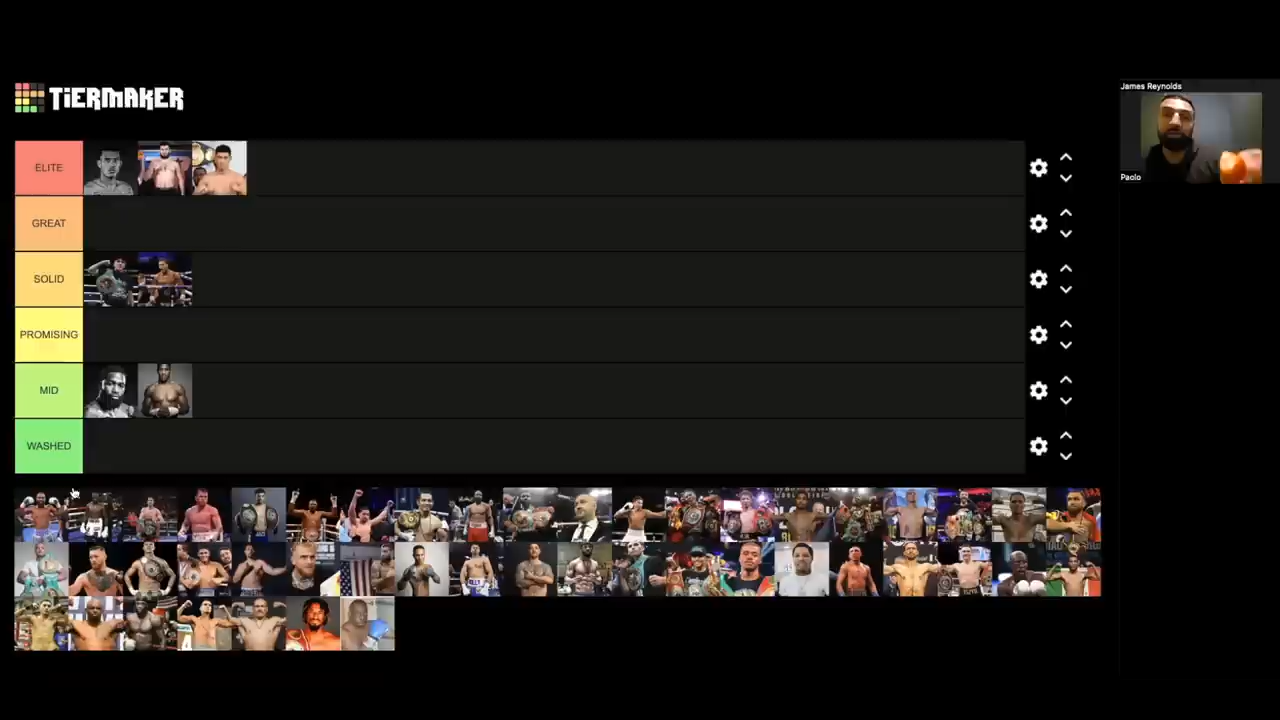 TiERMAKER
James Reynolds
Paolo
ELITE
GREAT
SOLID
PROMISING
MID
WASHED